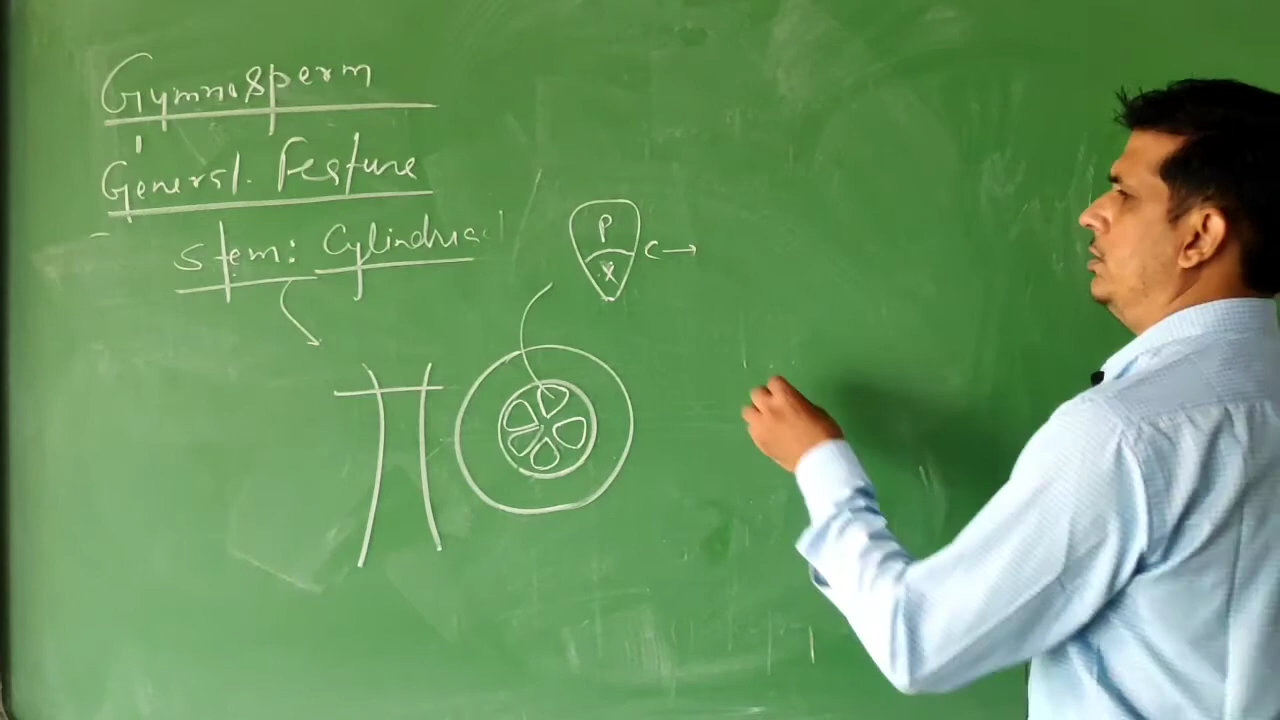 Gymnosperm
General. Feature
Stem: Cylindrical
P
X C →